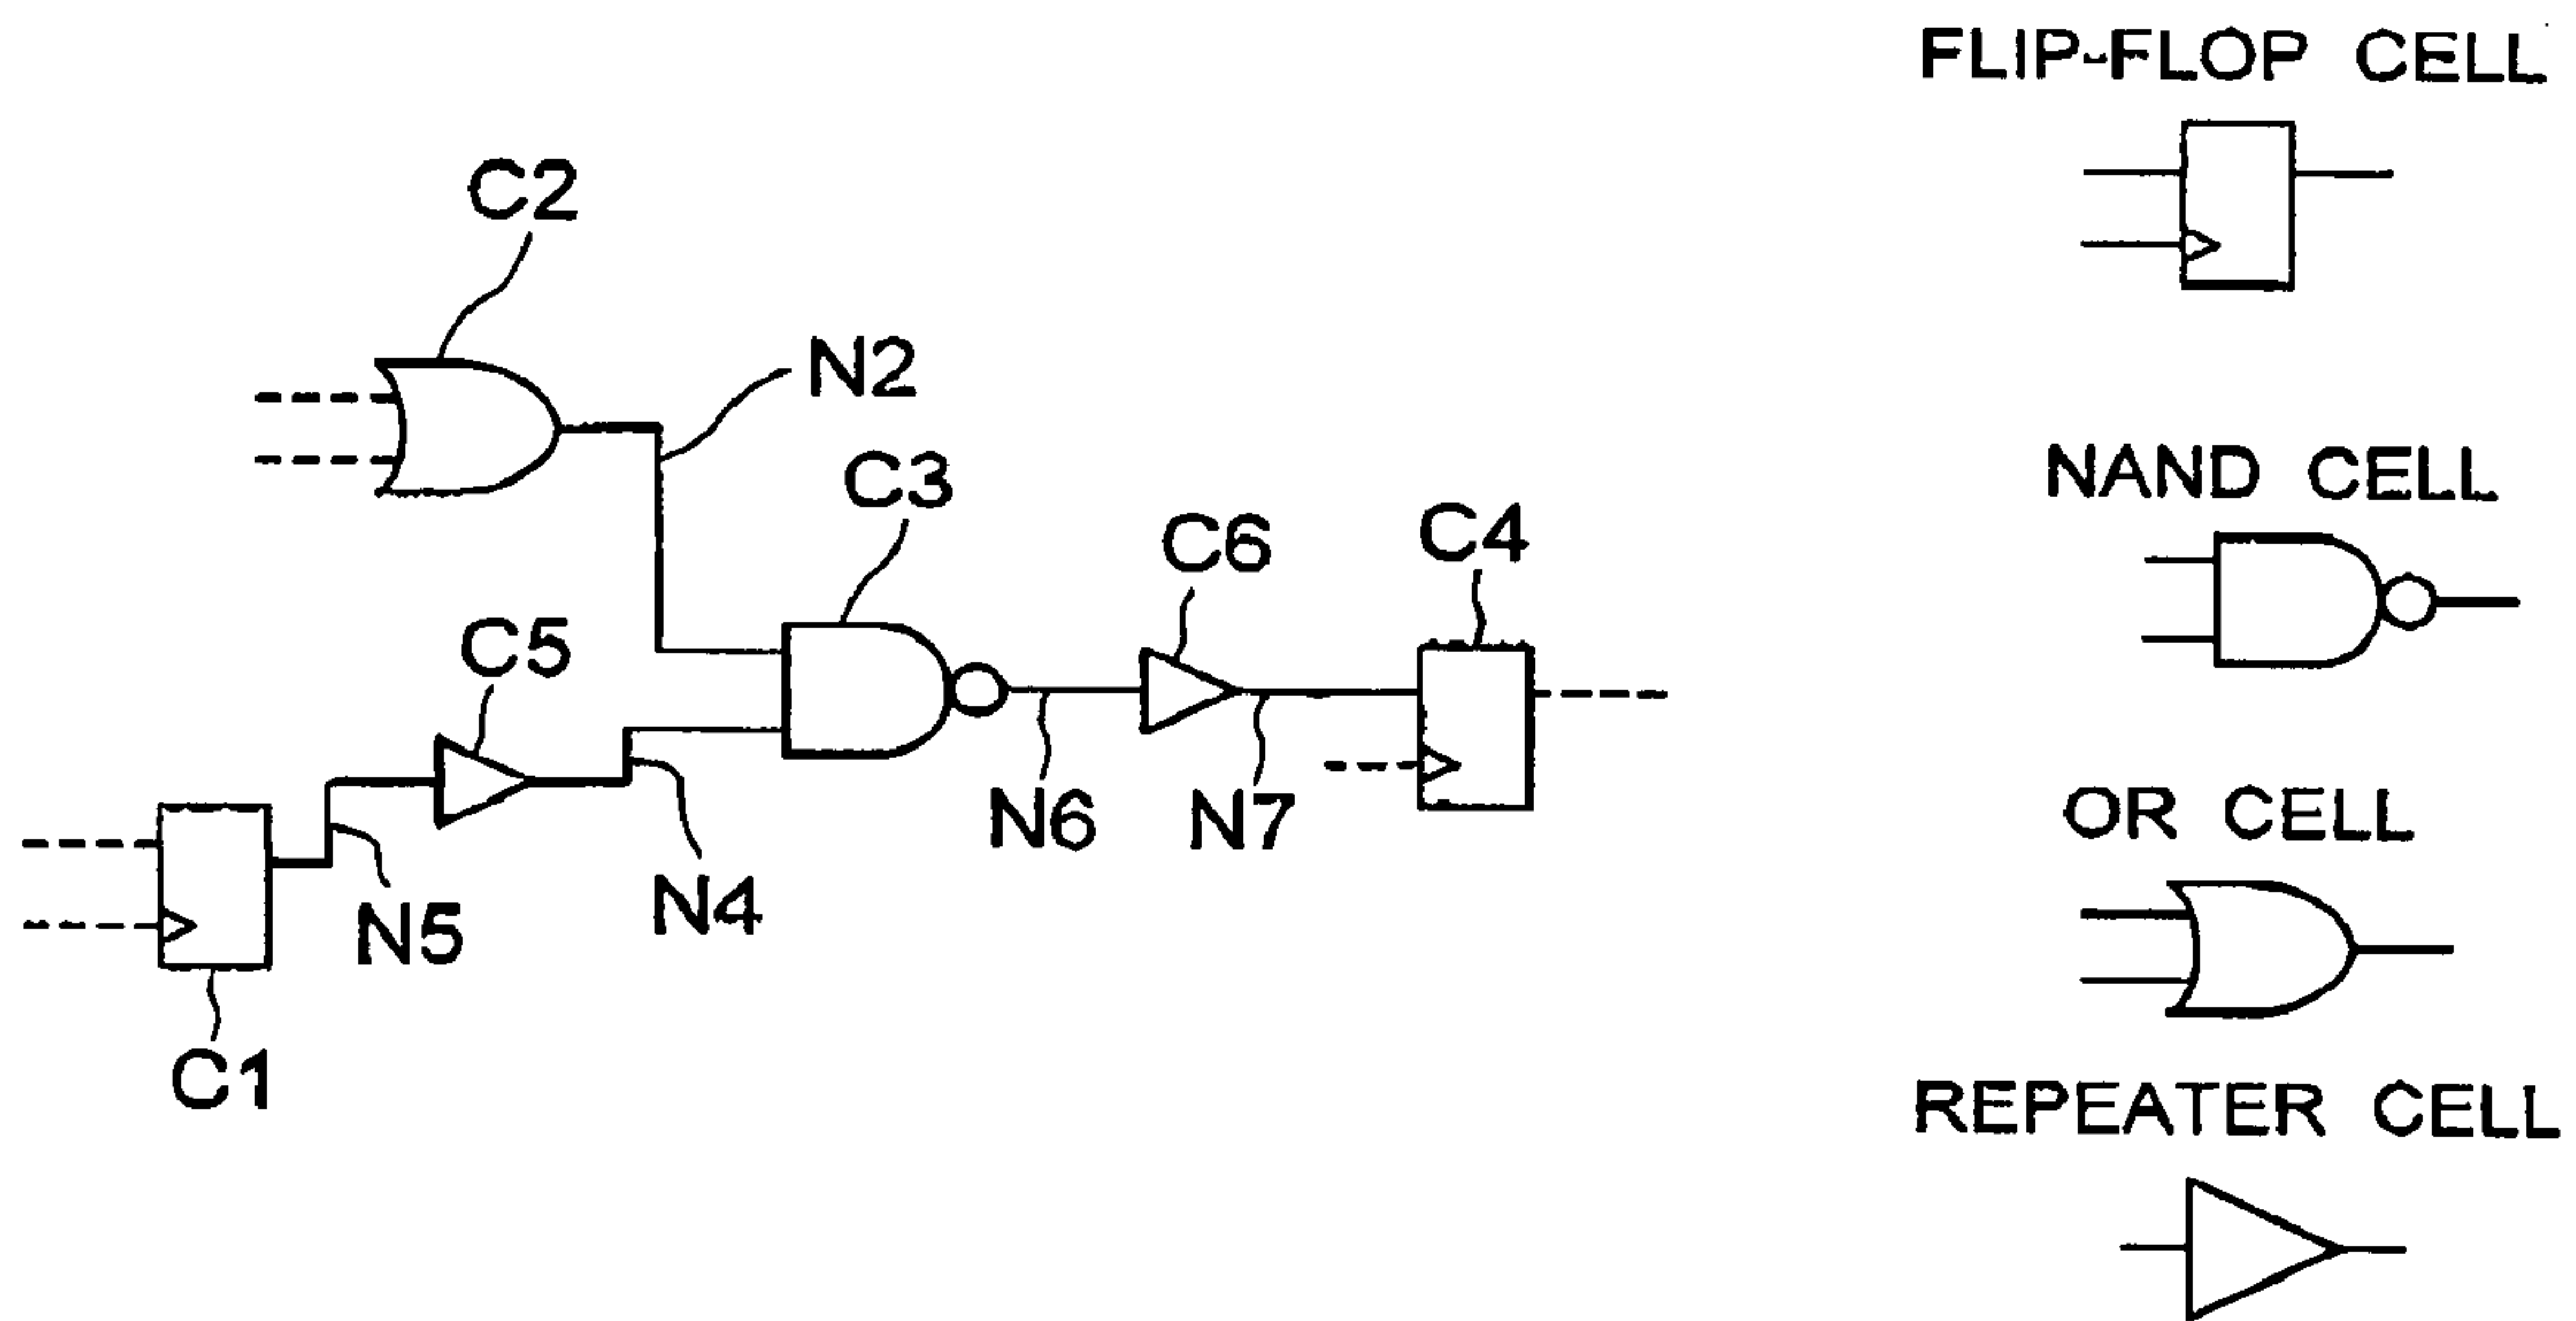 FLIP-FLOP CELL
C2
N2
C3
NAND CELL
C6
C4
C5
N6
N7
OR CELL
N5
N4
C1
REPEATER CELL